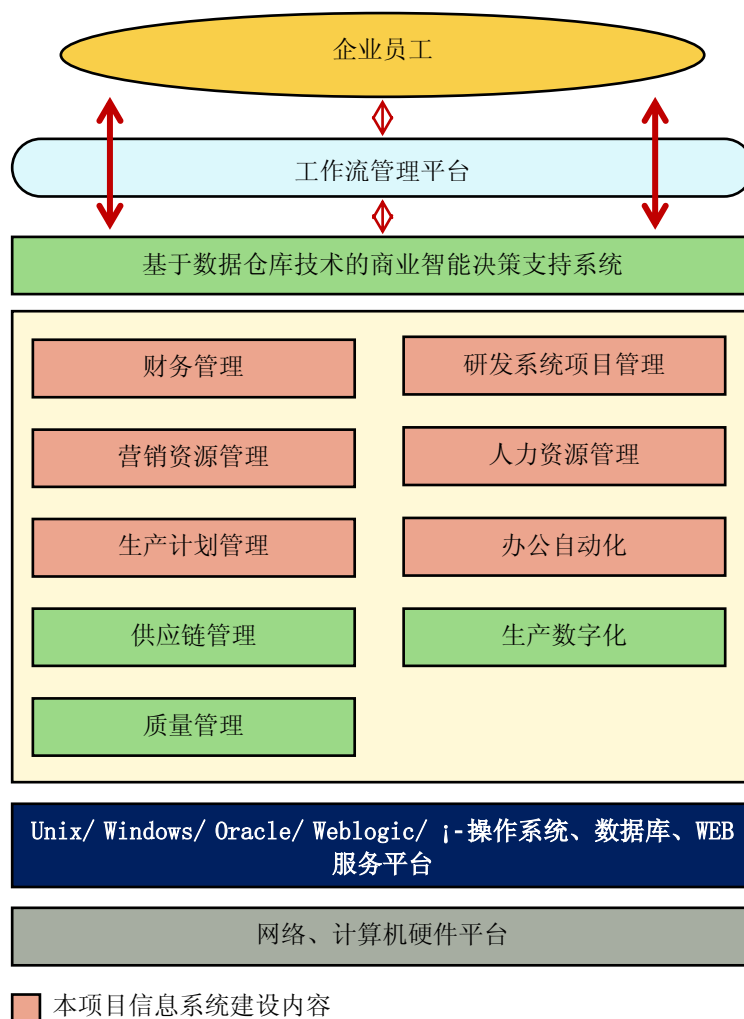 企业员工
工作流管理平台
基于数据仓库技术的商业智能决策支持系统
财务管理
研发系统项目管理
营销资源管理
人力资源管理
生产计划管理
办公自动化
供应链管理
生产数字化
质量管理
Unix/ Windows/ Oracle/ Weblogic/ ¡-操作系统、数据库、WEB
服务平台
网络、计算机硬件平台
本项目信息系统建设内容